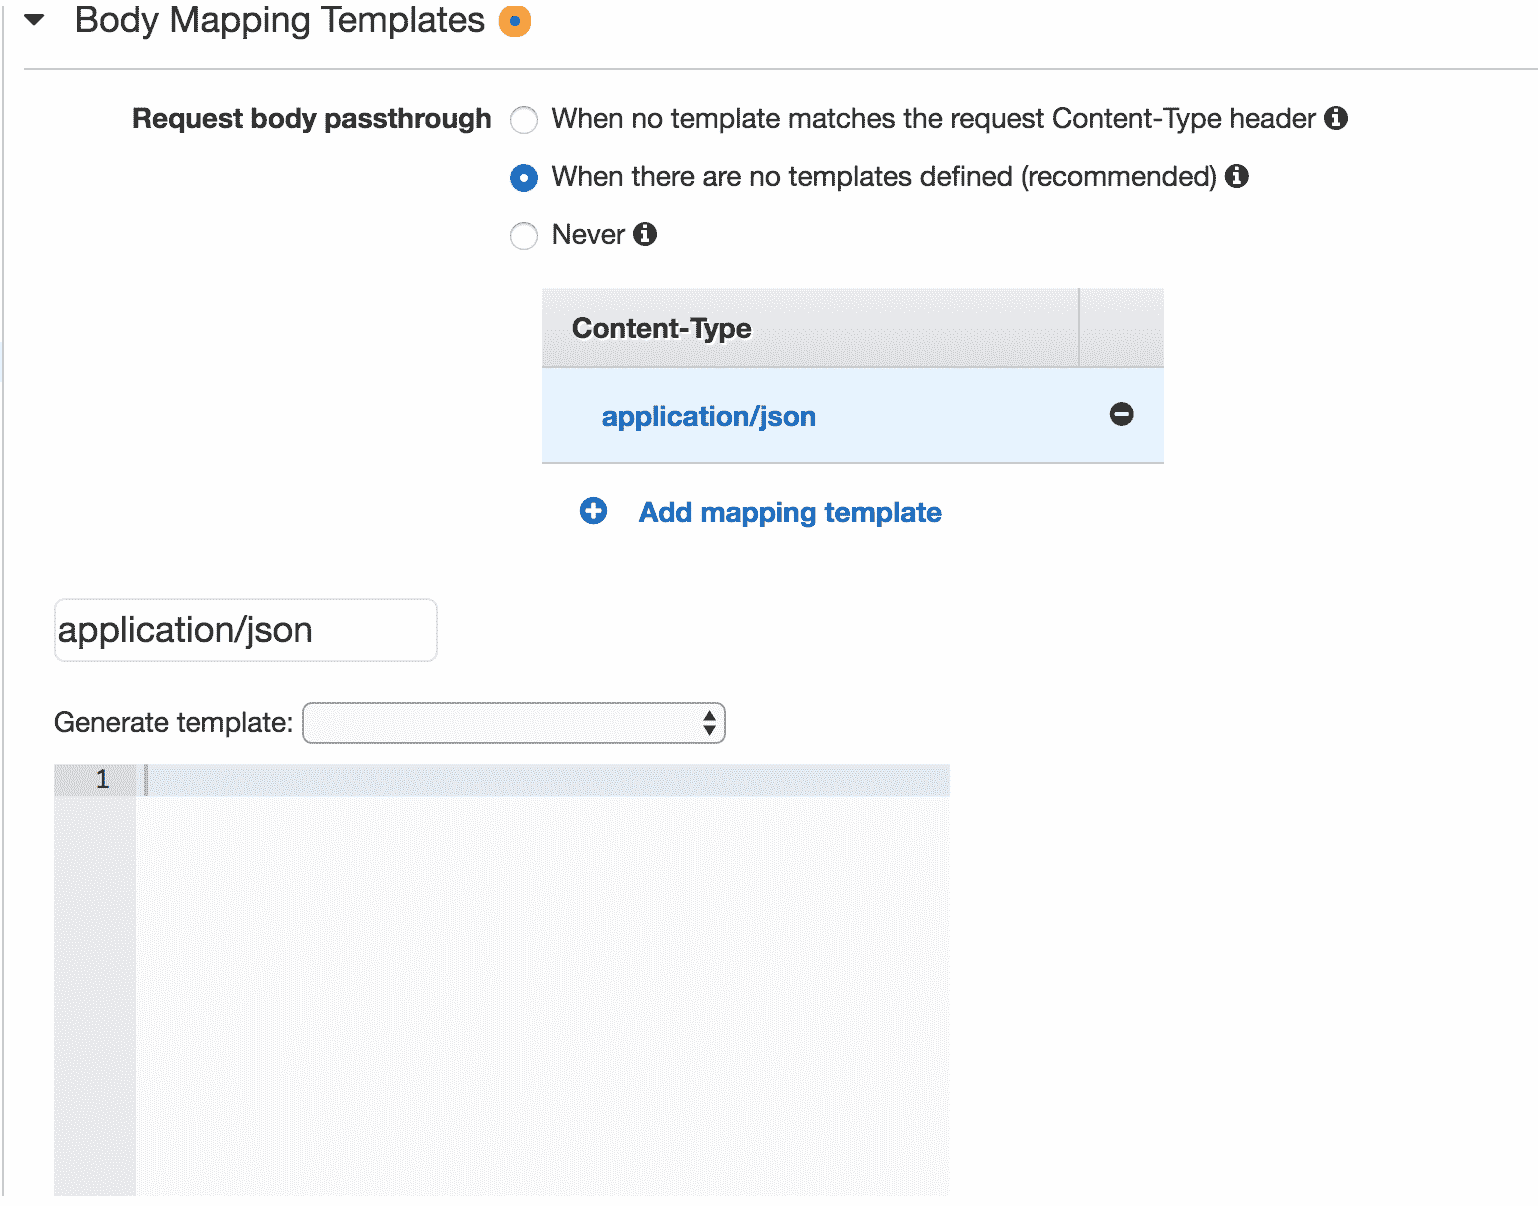 Body Mapping Templates
Request body passthrough
When no template matches the request Content-Type header
When there are no templates defined (recommended)
Never
Content-Type
application/json
Add mapping template
application/json
Generate template:
1